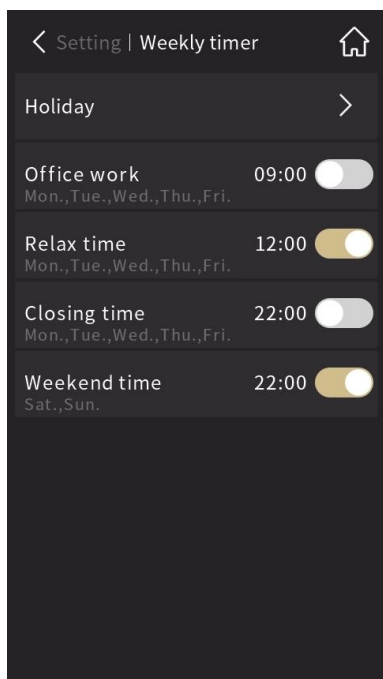 Setting | Weekly timer
Holiday
Office work 09:00
Mon.,Tue.,Wed.,Thu.,Fri.
Relax time 12:00
Mon.,Tue.,Wed.,Thu.,Fri.
Closing time 22:00
Mon.,Tue.,Wed.,Thu.,Fri.
Weekend time 22:00
Sat.,Sun.